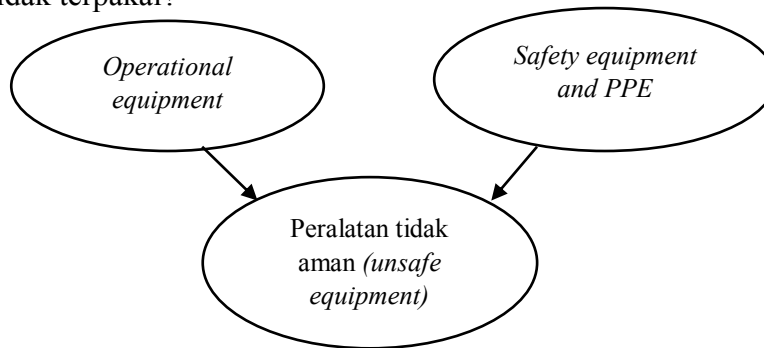 tidak terpakai?
Operational
equipment
Safety equipment
and PPE
Peralatan tidak
aman (unsafe
equipment)